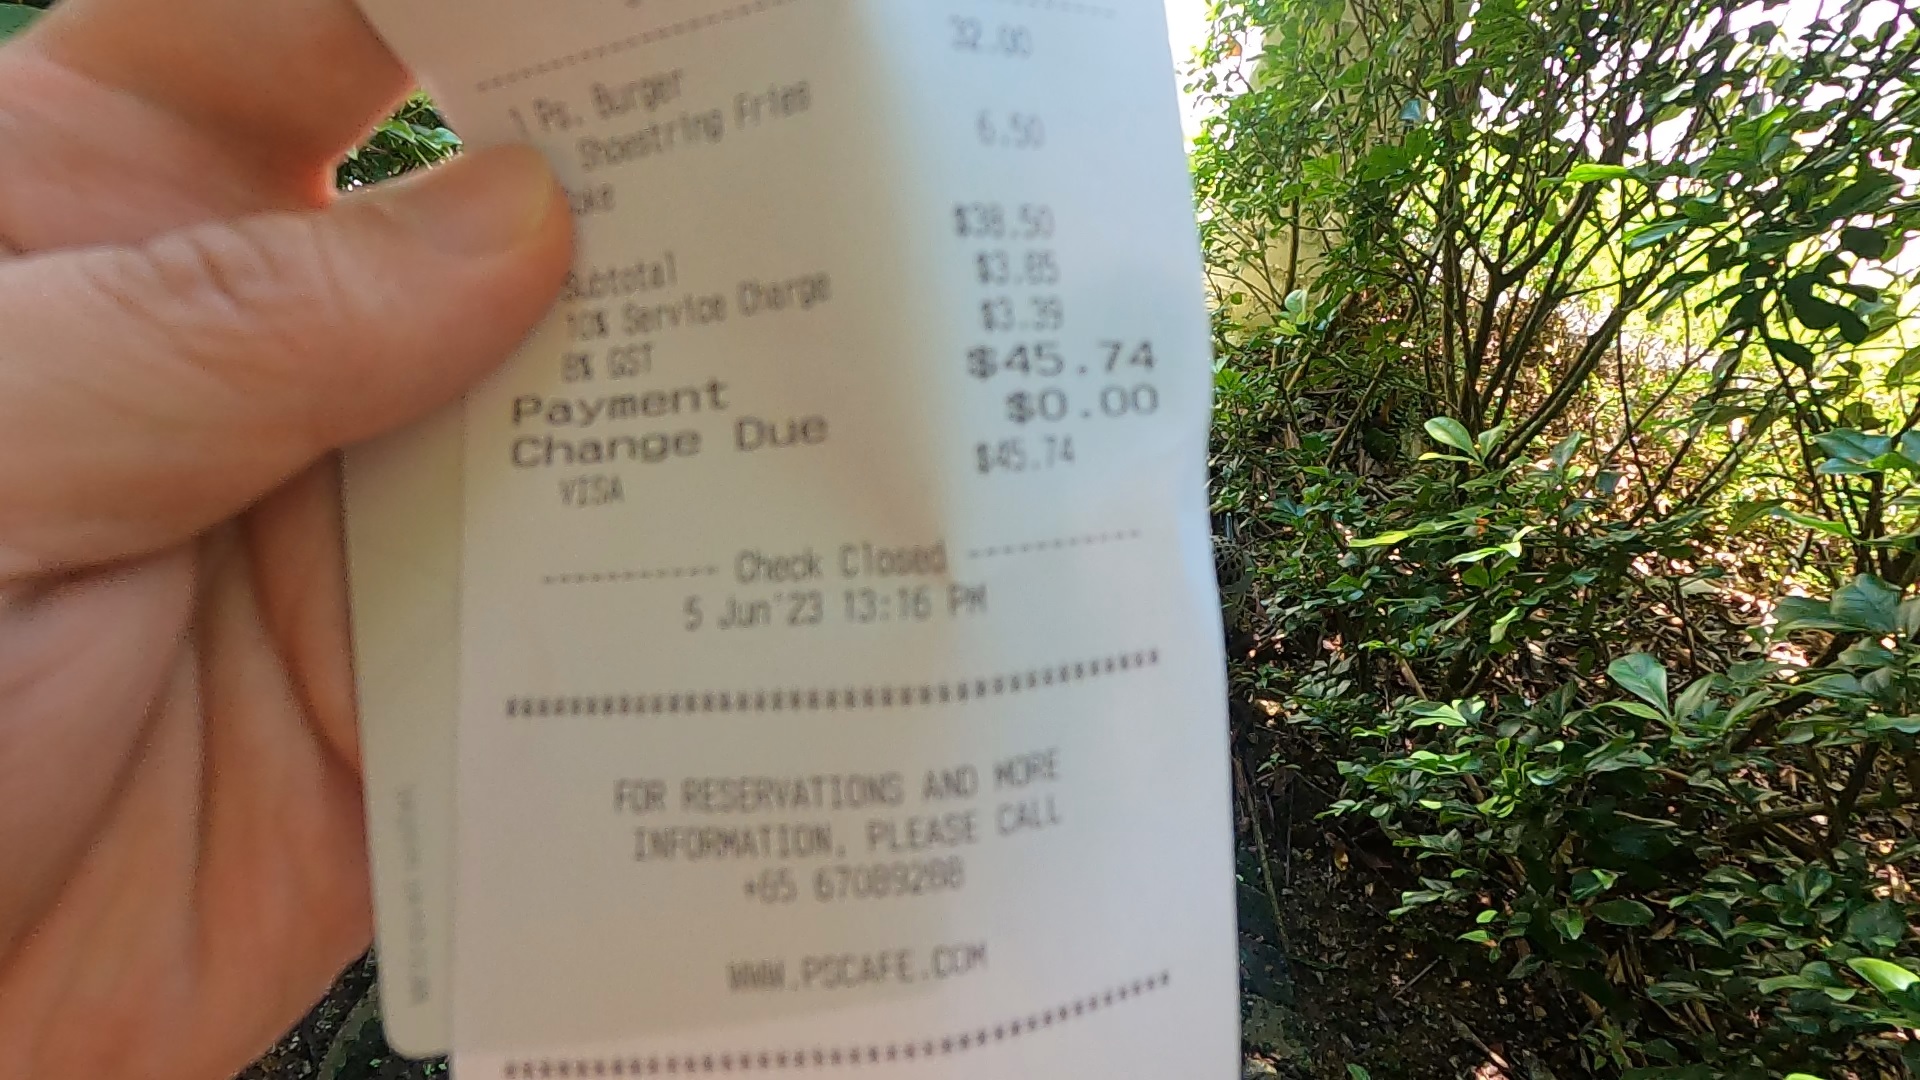 1 Ps. Burger 32.00
Shoestring Fries
oke 6.50
Subtotal $38.50
10% Service Charge $3.85
8% GST $3.39
Payment $45.74
Change Due $0.00
VISA $45.74
----------- Check Closed -----------
5 Jun'23 13:16 PM
FOR RESERVATIONS AND MORE
INFORMATION, PLEASE CALL
+65 67089288
WWW.PSCAFE.COM